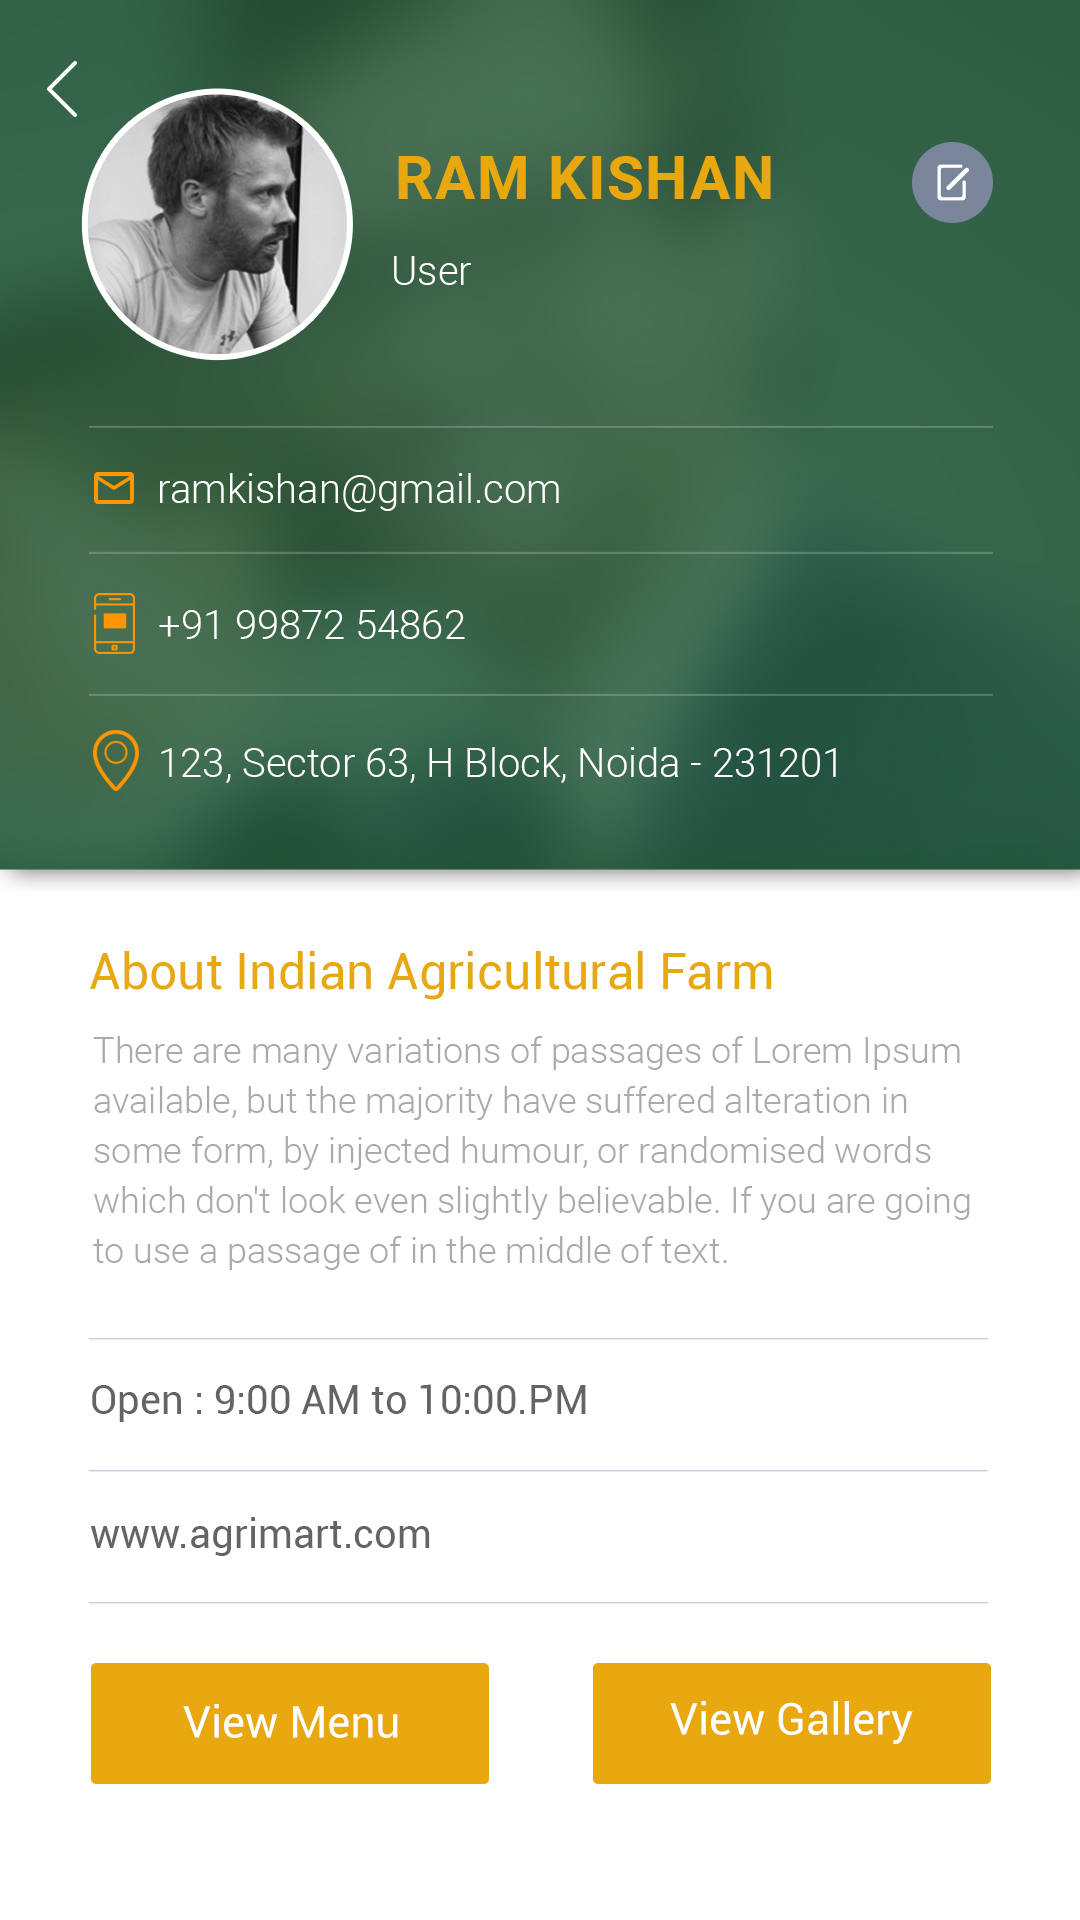 RAM KISHAN
User
ramkishan@gmail.com
+91 99872 54862
123, Sector 63, H Block, Noida - 231201
About Indian Agricultural Farm
There are many variations of passages of Lorem Ipsum
available, but the majority have suffered alteration in
some form, by injected humour, or randomised words
which don't look even slightly believable. If you are going
to use a passage of in the middle of text.
Open : 9:00 AM to 10:00.PM
www.agrimart.com
View Menu
View Gallery